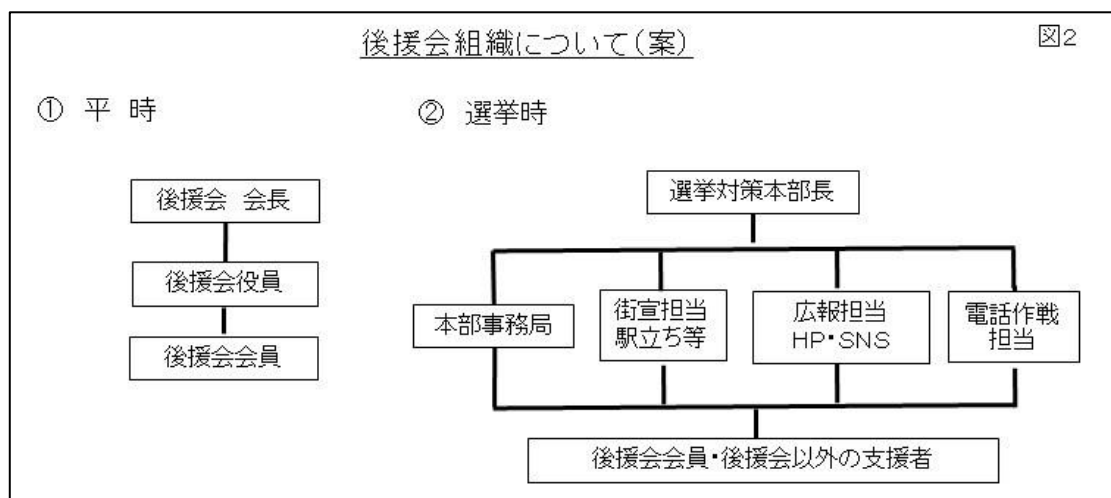 後援会組織について(案)
図2
① 平 時
後援会 会長
後援会役員
後援会会員
② 選挙時
選挙対策本部長
本部事務局
街宣担当
駅立ち等
広報担当
HP・SNS
電話作戦
担当
後援会会員・後援会以外の支援者